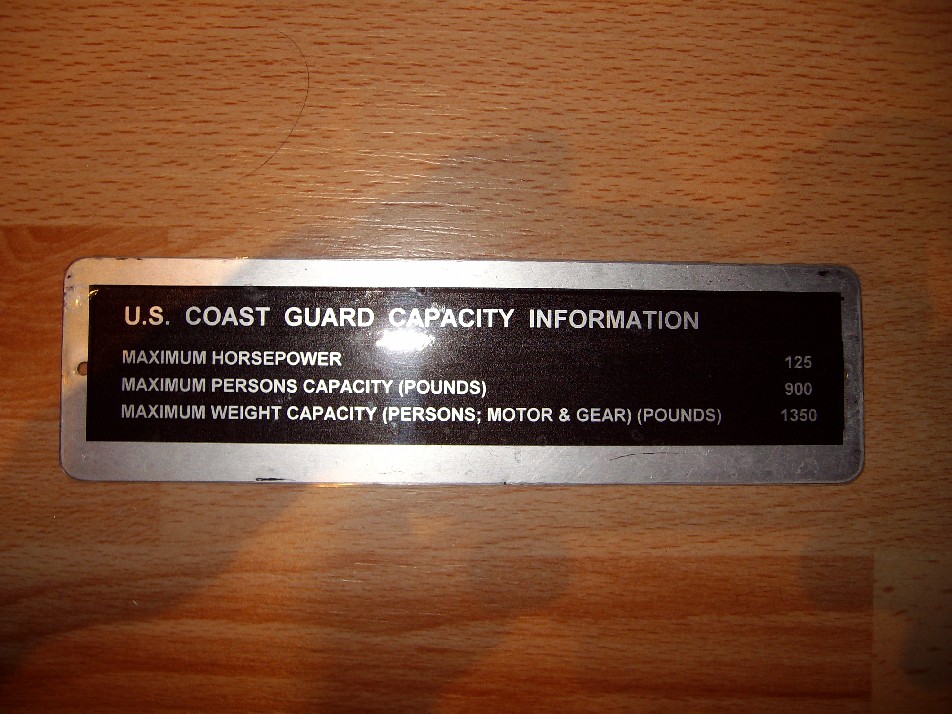 U.S. COAST GUARD CAPACITY INFORMATION
MAXIMUM HORSEPOWER 125
MAXIMUM PERSONS CAPACITY (POUNDS) 900
MAXIMUM WEIGHT CAPACITY (PERSONS; MOTOR & GEAR) (POUNDS) 1350